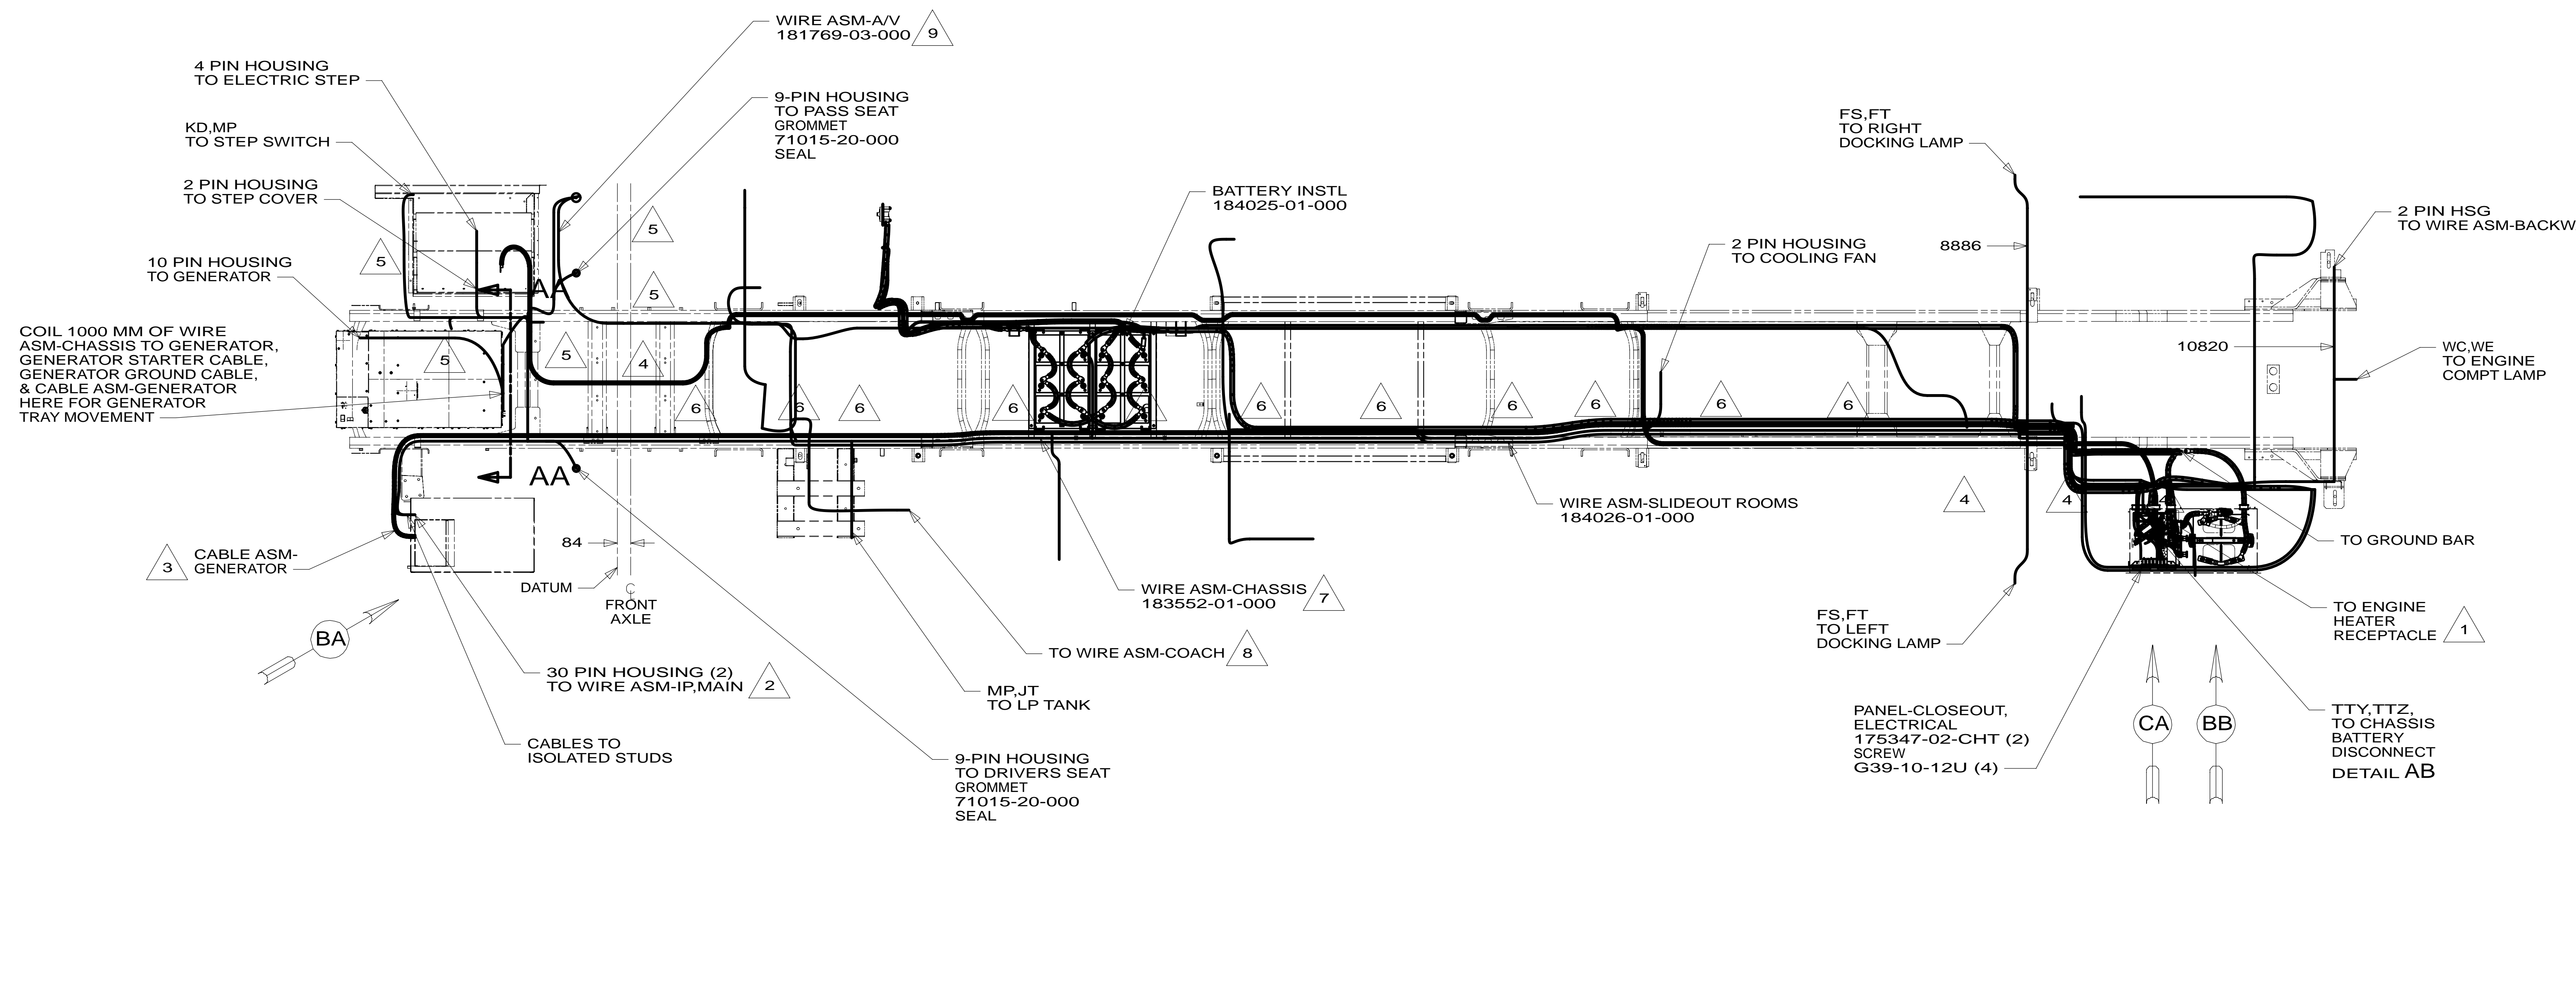 WIRE ASM-A/V
181769-03-000
9
4 PIN HOUSING
TO ELECTRIC STEP
9-PIN HOUSING
TO PASS SEAT
GROMMET
71015-20-000
SEAL
KD,MP
TO STEP SWITCH
2 PIN HOUSING
TO STEP COVER
10 PIN HOUSING
TO GENERATOR
COIL 1000 MM OF WIRE
ASM-CHASSIS TO GENERATOR,
GENERATOR STARTER CABLE,
GENERATOR GROUND CABLE,
& CABLE ASM-GENERATOR
HERE FOR GENERATOR
TRAY MOVEMENT
BATTERY INSTL
184025-01-000
FS,FT
TO RIGHT
DOCKING LAMP
2 PIN HOUSING
TO COOLING FAN
8886
2 PIN HSG
TO WIRE ASM-BACKW
10820
WC,WE
TO ENGINE
COMPT LAMP
5
5
5
5
5
4
AA
AA
6
6
6
6
6
6
6
6
6
6
4
4
4
WIRE ASM-SLIDEOUT ROOMS
184026-01-000
3
CABLE ASM-
GENERATOR
84
DATUM
C
L
FRONT
AXLE
BA
WIRE ASM-CHASSIS
183552-01-000
7
TO WIRE ASM-COACH
8
30 PIN HOUSING (2)
TO WIRE ASM-IP,MAIN
2
MP,JT
TO LP TANK
CABLES TO
ISOLATED STUDS
9-PIN HOUSING
TO DRIVERS SEAT
GROMMET
71015-20-000
SEAL
TO GROUND BAR
FS,FT
TO LEFT
DOCKING LAMP
TO ENGINE
HEATER
RECEPTACLE
1
PANEL-CLOSEOUT,
ELECTRICAL
175347-02-CHT (2)
SCREW
G39-10-12U (4)
CA
BB
TTY,TTZ,
TO CHASSIS
BATTERY
DISCONNECT
DETAIL AB